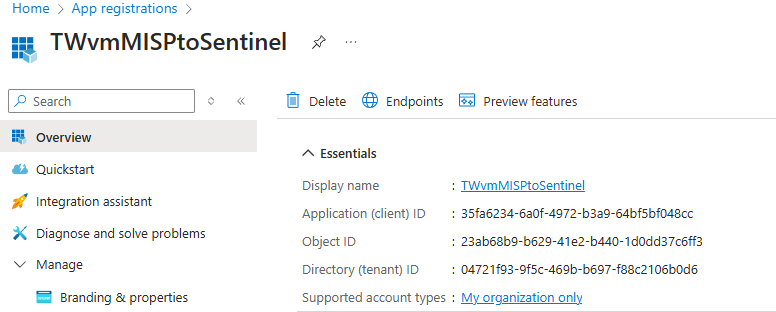 Home > App registrations >
TWvmMISPtoSentinel
Search
Delete Endpoints Preview features
Overview
Quickstart
Integration assistant
Diagnose and solve problems
Manage
Branding & properties
Essentials
Display name : TWvmMISPtoSentinel
Application (client) ID : 35fa6234-6a0f-4972-b3a9-64bf5bf048cc
Object ID : 23ab68b9-b629-41e2-b440-1d0dd37c6ff3
Directory (tenant) ID : 04721f93-9f5c-469b-b697-f88c2106b0d6
Supported account types : My organization only